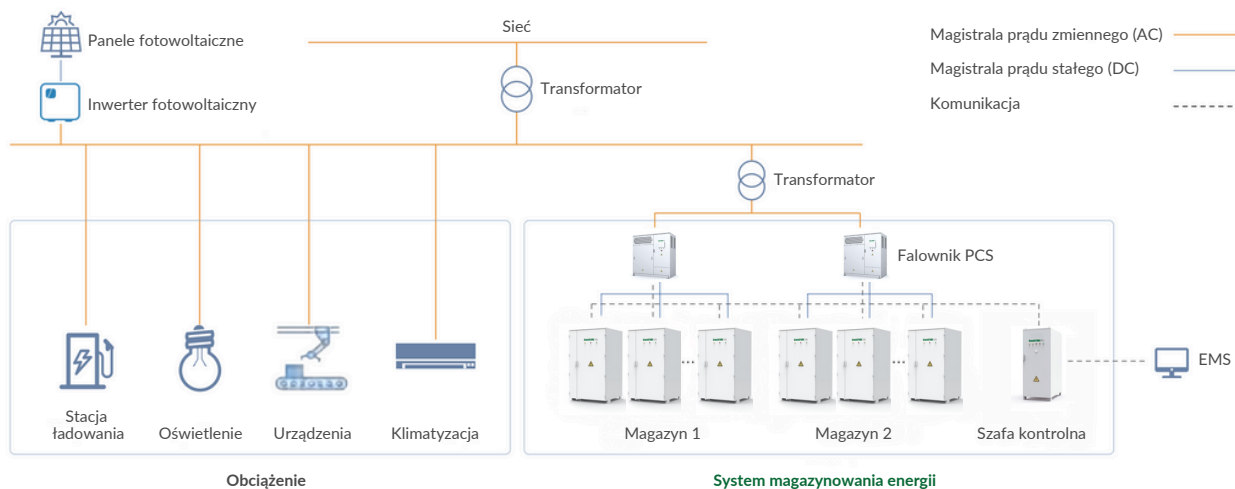 Panele fotowoltaiczne
Inwerter fotowoltaiczny
Sieć
Transformator
Magistrala prądu zmiennego (AC)
Magistrala prądu stałego (DC)
Komunikacja
Transformator
Falownik PCS
Stacja
ładowania
Oświetlenie
Urządzenia
Klimatyzacja
Magazyn 1
Magazyn 2
Szafa kontrolna
EMS
Obciążenie
System magazynowania energii